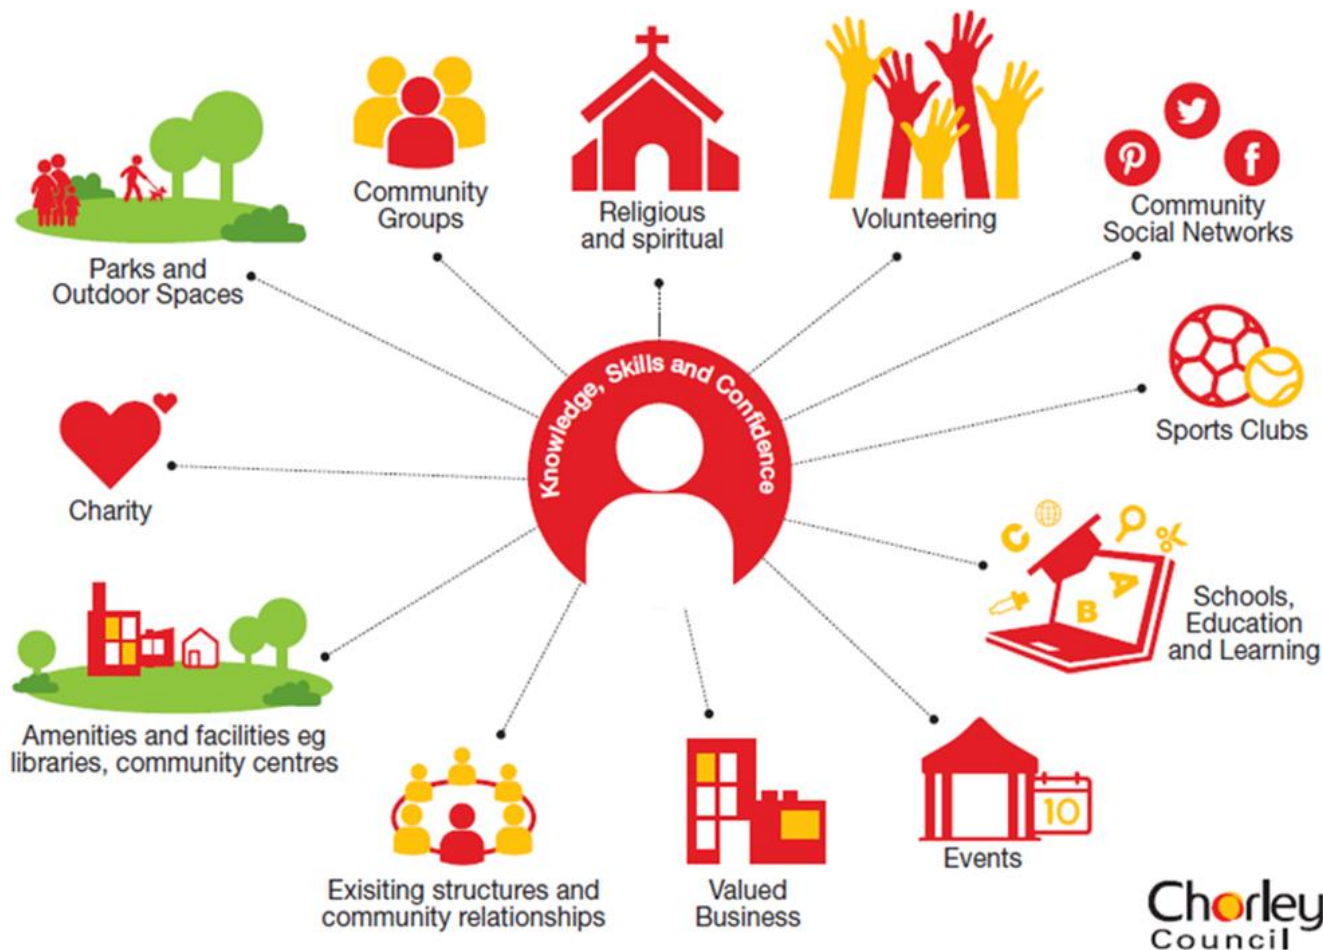 Community
Groups
Religious
and spiritual
Volunteering
Community
Social Networks
Parks and
Outdoor Spaces
Knowledge, Skills and Confidence
Sports Clubs
Charity
C
A
B
Schools,
Education
and Learning
Amenities and facilities eg
libraries, community centres
10
Events
Exisiting structures and
community relationships
Valued
Business
Chorley
Council